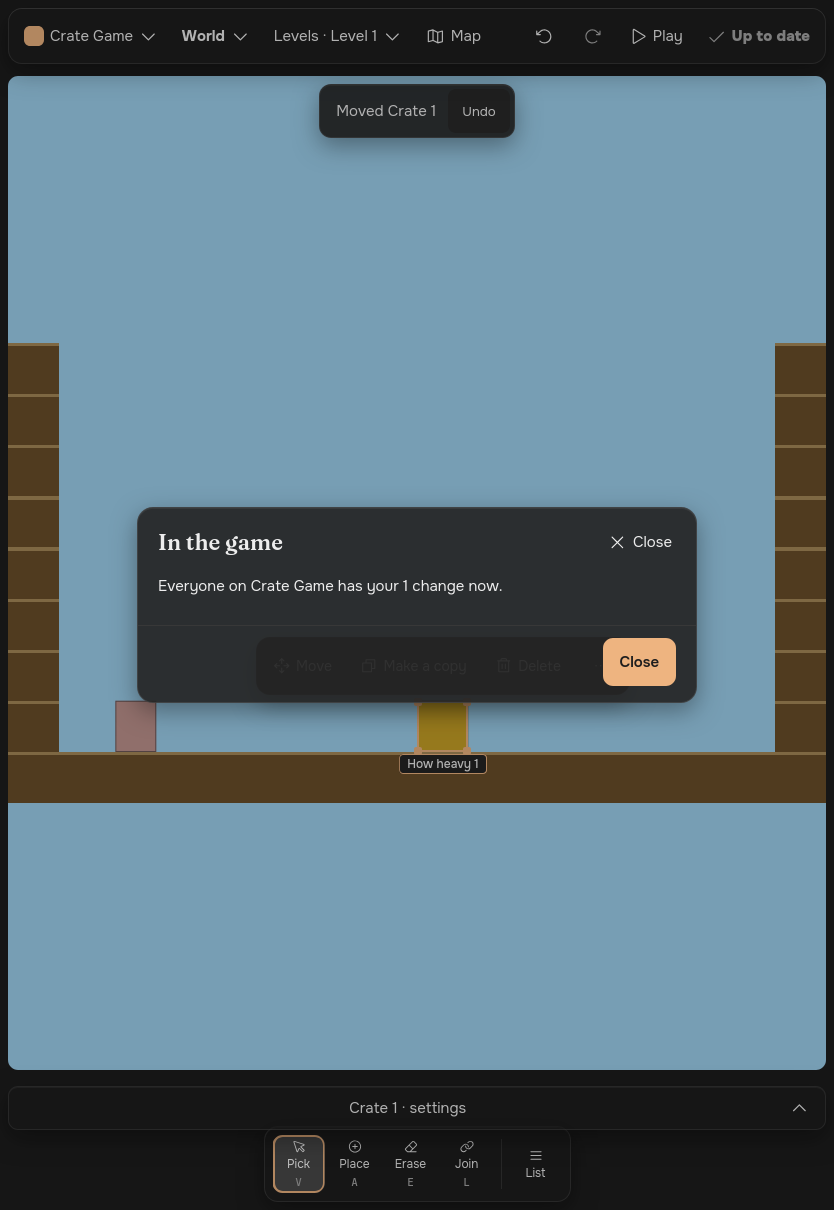 Crate Game
World
Levels · Level 1
Map
Play
Up to date
Moved Crate 1
Undo
In the game
Close
Everyone on Crate Game has your 1 change now.
Move
Make a copy
Delete
Close
How heavy 1
Crate 1 · settings
Pick
Place
Erase
Join
List
V
A
E
L